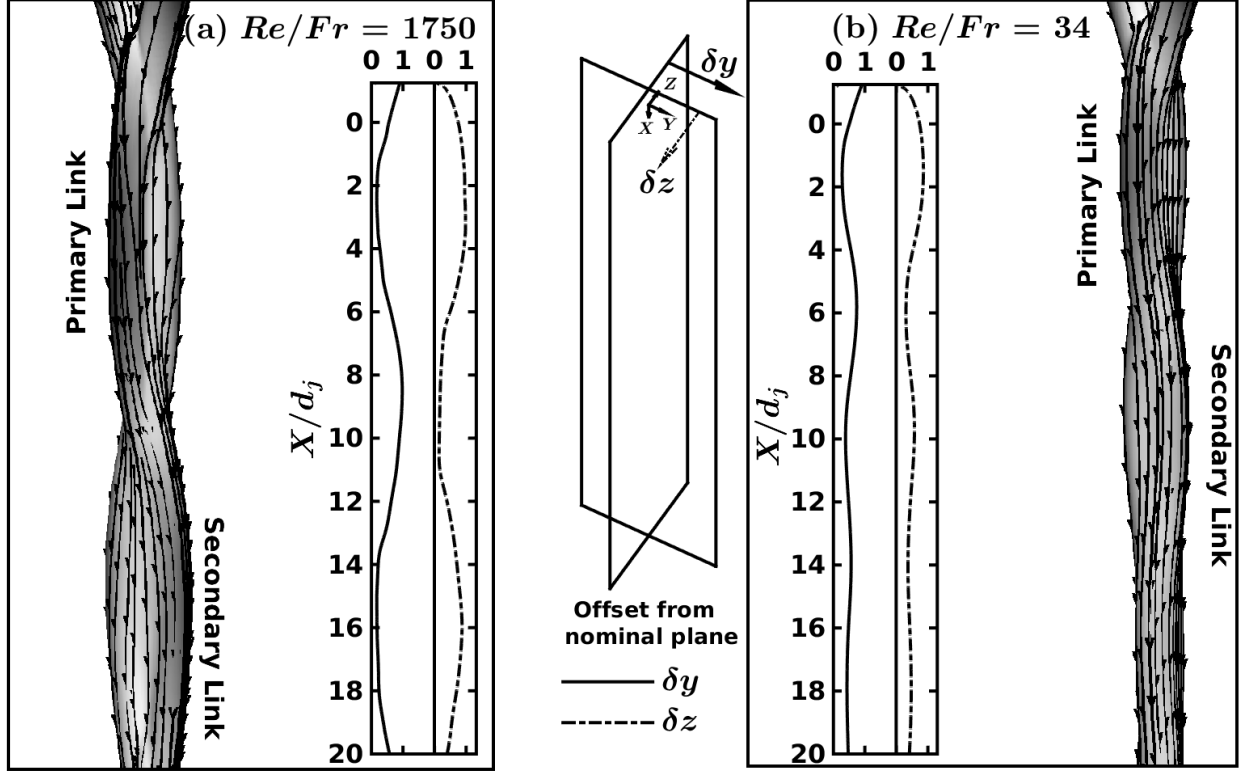 (a) Re/Fr = 1750
0 1 0 1
0
2
4
6
8
10
12
14
16
18
20
X/d_j
Primary Link
Secondary Link
δy
Z
X Y
δz
Offset from
nominal plane
δy
δz
(b) Re/Fr = 34
0 1 0 1
0
2
4
6
8
10
12
14
16
18
20
X/d_j
Primary Link
Secondary Link